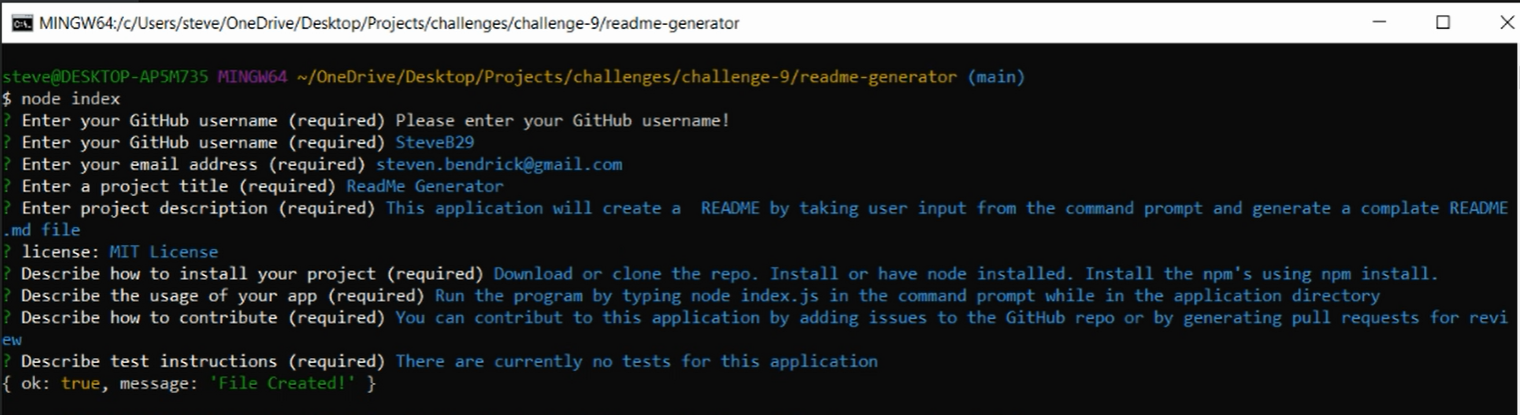 MINGW64:/c/Users/steve/OneDrive/Desktop/Projects/challenges/challenge-9/readme-generator
steve@DESKTOP-AP5M735 MINGW64 ~/OneDrive/Desktop/Projects/challenges/challenge-9/readme-generator (main)
$ node index
? Enter your GitHub username (required) Please enter your GitHub username!
? Enter your GitHub username (required) SteveB29
? Enter your email address (required) steven.bendrick@gmail.com
? Enter a project title (required) ReadMe Generator
? Enter project description (required) This application will create a  README by taking user input from the command prompt and generate a complate README
.md file
? license: MIT License
? Describe how to install your project (required) Download or clone the repo. Install or have node installed. Install the npm's using npm install.
? Describe the usage of your app (required) Run the program by typing node index.js in the command prompt while in the application directory
? Describe how to contribute (required) You can contribut to this application by adding issues to the GitHub repo or by generating pull requests for revi
ew
? Describe test instructions (required) There are currently no tests for this application
{ ok: true, message: 'File Created!' }